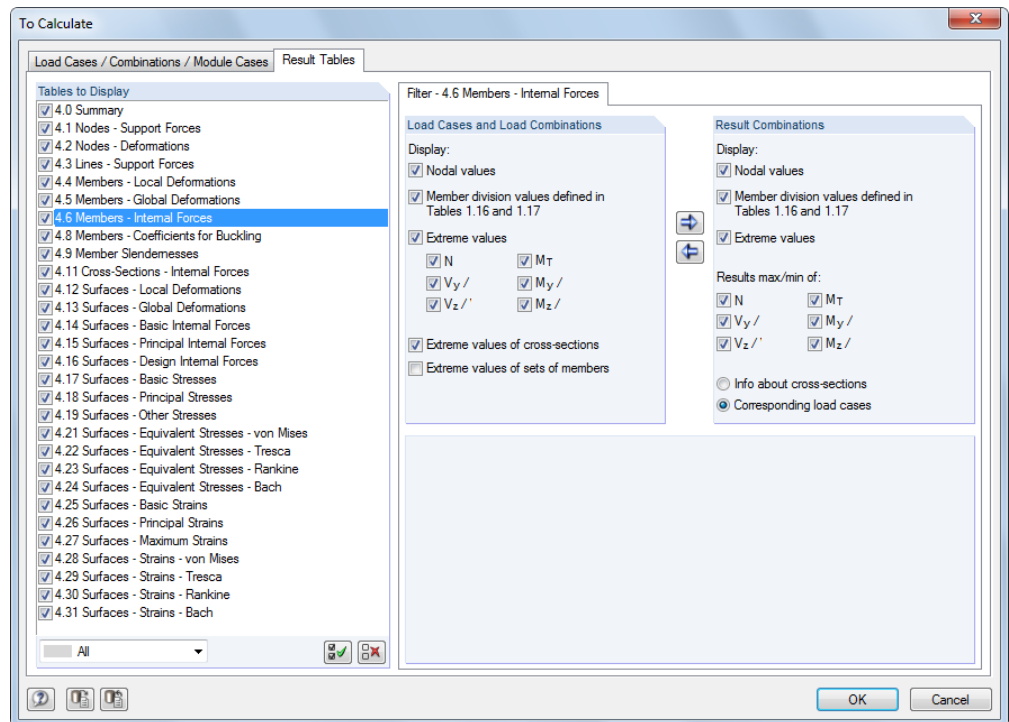 To Calculate
Load Cases / Combinations / Module Cases
Result Tables
Tables to Display
4.0 Summary
4.1 Nodes - Support Forces
4.2 Nodes - Deformations
4.3 Lines - Support Forces
4.4 Members - Local Deformations
4.5 Members - Global Deformations
4.6 Members - Internal Forces
4.8 Members - Coefficients for Buckling
4.9 Member Slendernesses
4.11 Cross-Sections - Internal Forces
4.12 Surfaces - Local Deformations
4.13 Surfaces - Global Deformations
4.14 Surfaces - Basic Internal Forces
4.15 Surfaces - Principal Internal Forces
4.16 Surfaces - Design Internal Forces
4.17 Surfaces - Basic Stresses
4.18 Surfaces - Principal Stresses
4.19 Surfaces - Other Stresses
4.21 Surfaces - Equivalent Stresses - von Mises
4.22 Surfaces - Equivalent Stresses - Tresca
4.23 Surfaces - Equivalent Stresses - Rankine
4.24 Surfaces - Equivalent Stresses - Bach
4.25 Surfaces - Basic Strains
4.26 Surfaces - Principal Strains
4.27 Surfaces - Maximum Strains
4.28 Surfaces - Strains - von Mises
4.29 Surfaces - Strains - Tresca
4.30 Surfaces - Strains - Rankine
4.31 Surfaces - Strains - Bach
All
Filter - 4.6 Members - Internal Forces
Load Cases and Load Combinations
Display:
Nodal values
Member division values defined in
Tables 1.16 and 1.17
Extreme values
N MT
Vy / My /
Vz / ' Mz /
Extreme values of cross-sections
Extreme values of sets of members
Result Combinations
Display:
Nodal values
Member division values defined in
Tables 1.16 and 1.17
Extreme values
Results max/min of:
N MT
Vy / My /
Vz / ' Mz /
Info about cross-sections
Corresponding load cases
OK
Cancel